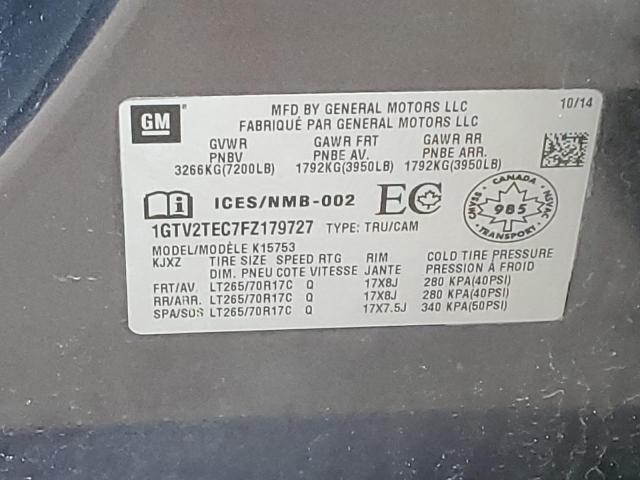 GM
MFD BY GENERAL MOTORS LLC
10/14
FABRIQUÉ PAR GENERAL MOTORS LLC
GVWR GAWR FRT GAWR RR
PNBV PNBE AV. PNBE ARR.
3266KG(7200LB) 1792KG(3950LB) 1792KG(3950LB)
ICES/NMB-002 EC
CANADA
CMVSS 985 NSVAC
TRANSPORT
1GTV2TEC7FZ179727 TYPE: TRU/CAM
MODEL/MODÈLE K15753
KJXZ TIRE SIZE SPEED RTG RIM COLD TIRE PRESSURE
DIM. PNEU COTE VITESSE JANTE PRESSION À FROID
FRT/AV. LT265/70R17C Q 17X8J 280 KPA(40PSI)
RR/ARR. LT265/70R17C Q 17X8J 280 KPA(40PSI)
SPA/SOS LT265/70R17C Q 17X7.5J 340 KPA(50PSI)